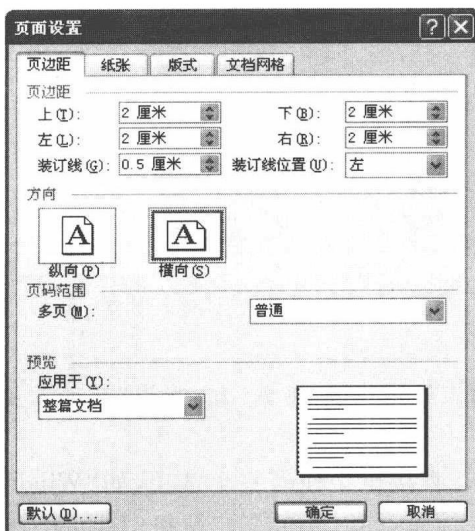 页面设置
页边距 纸张 版式 文档网格
页边距
上(T): 2 厘米 下(B): 2 厘米
左(L): 2 厘米 右(R): 2 厘米
装订线(G): 0.5 厘米 装订线位置(U): 左
方向
A A
纵向(P) 横向(S)
页码范围
多页(M): 普通
预览
应用于(Y):
整篇文档
默认(D)... 确定 取消